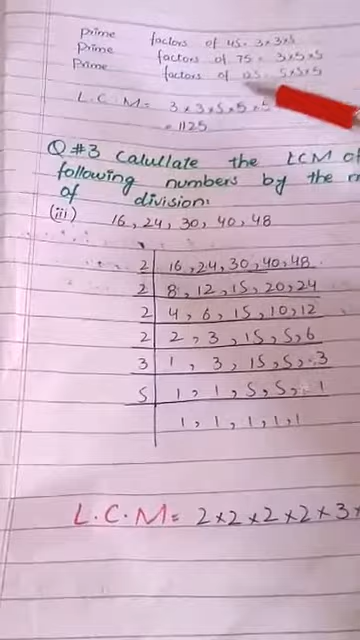 Prime factors of 45 = 3×3×5
Prime factors of 75 = 3×5×5
Prime factors of 125 = 5×5×5
L.C.M = 3×3×5×5×5
= 1125
Q#3 Calullate the LCM of
following numbers by the
of division:
(iii) 16, 24, 30, 40, 48
2 | 16, 24, 30, 40, 48
2 | 8, 12, 15, 20, 24
2 | 4, 6, 15, 10, 12
2 | 2, 3, 15, 5, 6
3 | 1, 3, 15, 5, 3
5 | 1, 1, 5, 5, 1
1, 1, 1, 1, 1
L.C.M = 2×2×2×2×3×